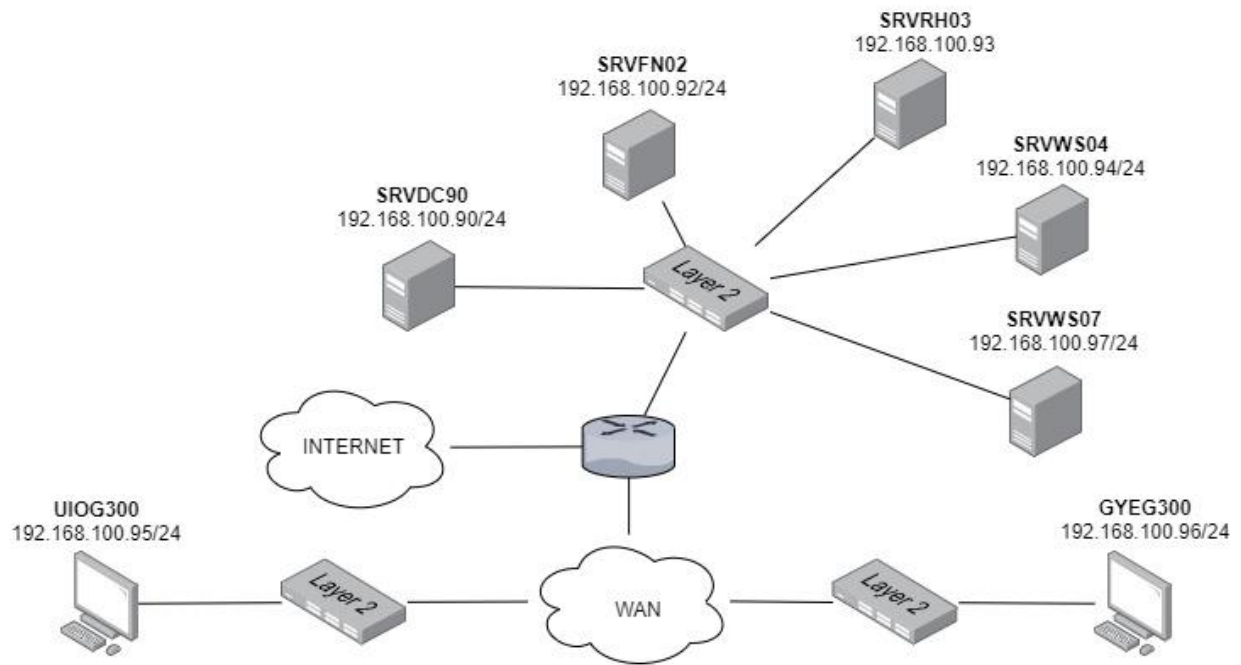 SRVRH03
192.168.100.93
SRVFN02
192.168.100.92/24
SRVWS04
192.168.100.94/24
SRVDC90
192.168.100.90/24
Layer 2
SRVWS07
192.168.100.97/24
INTERNET
UIOG300
192.168.100.95/24
GYEG300
192.168.100.96/24
Layer 2
WAN
Layer 2